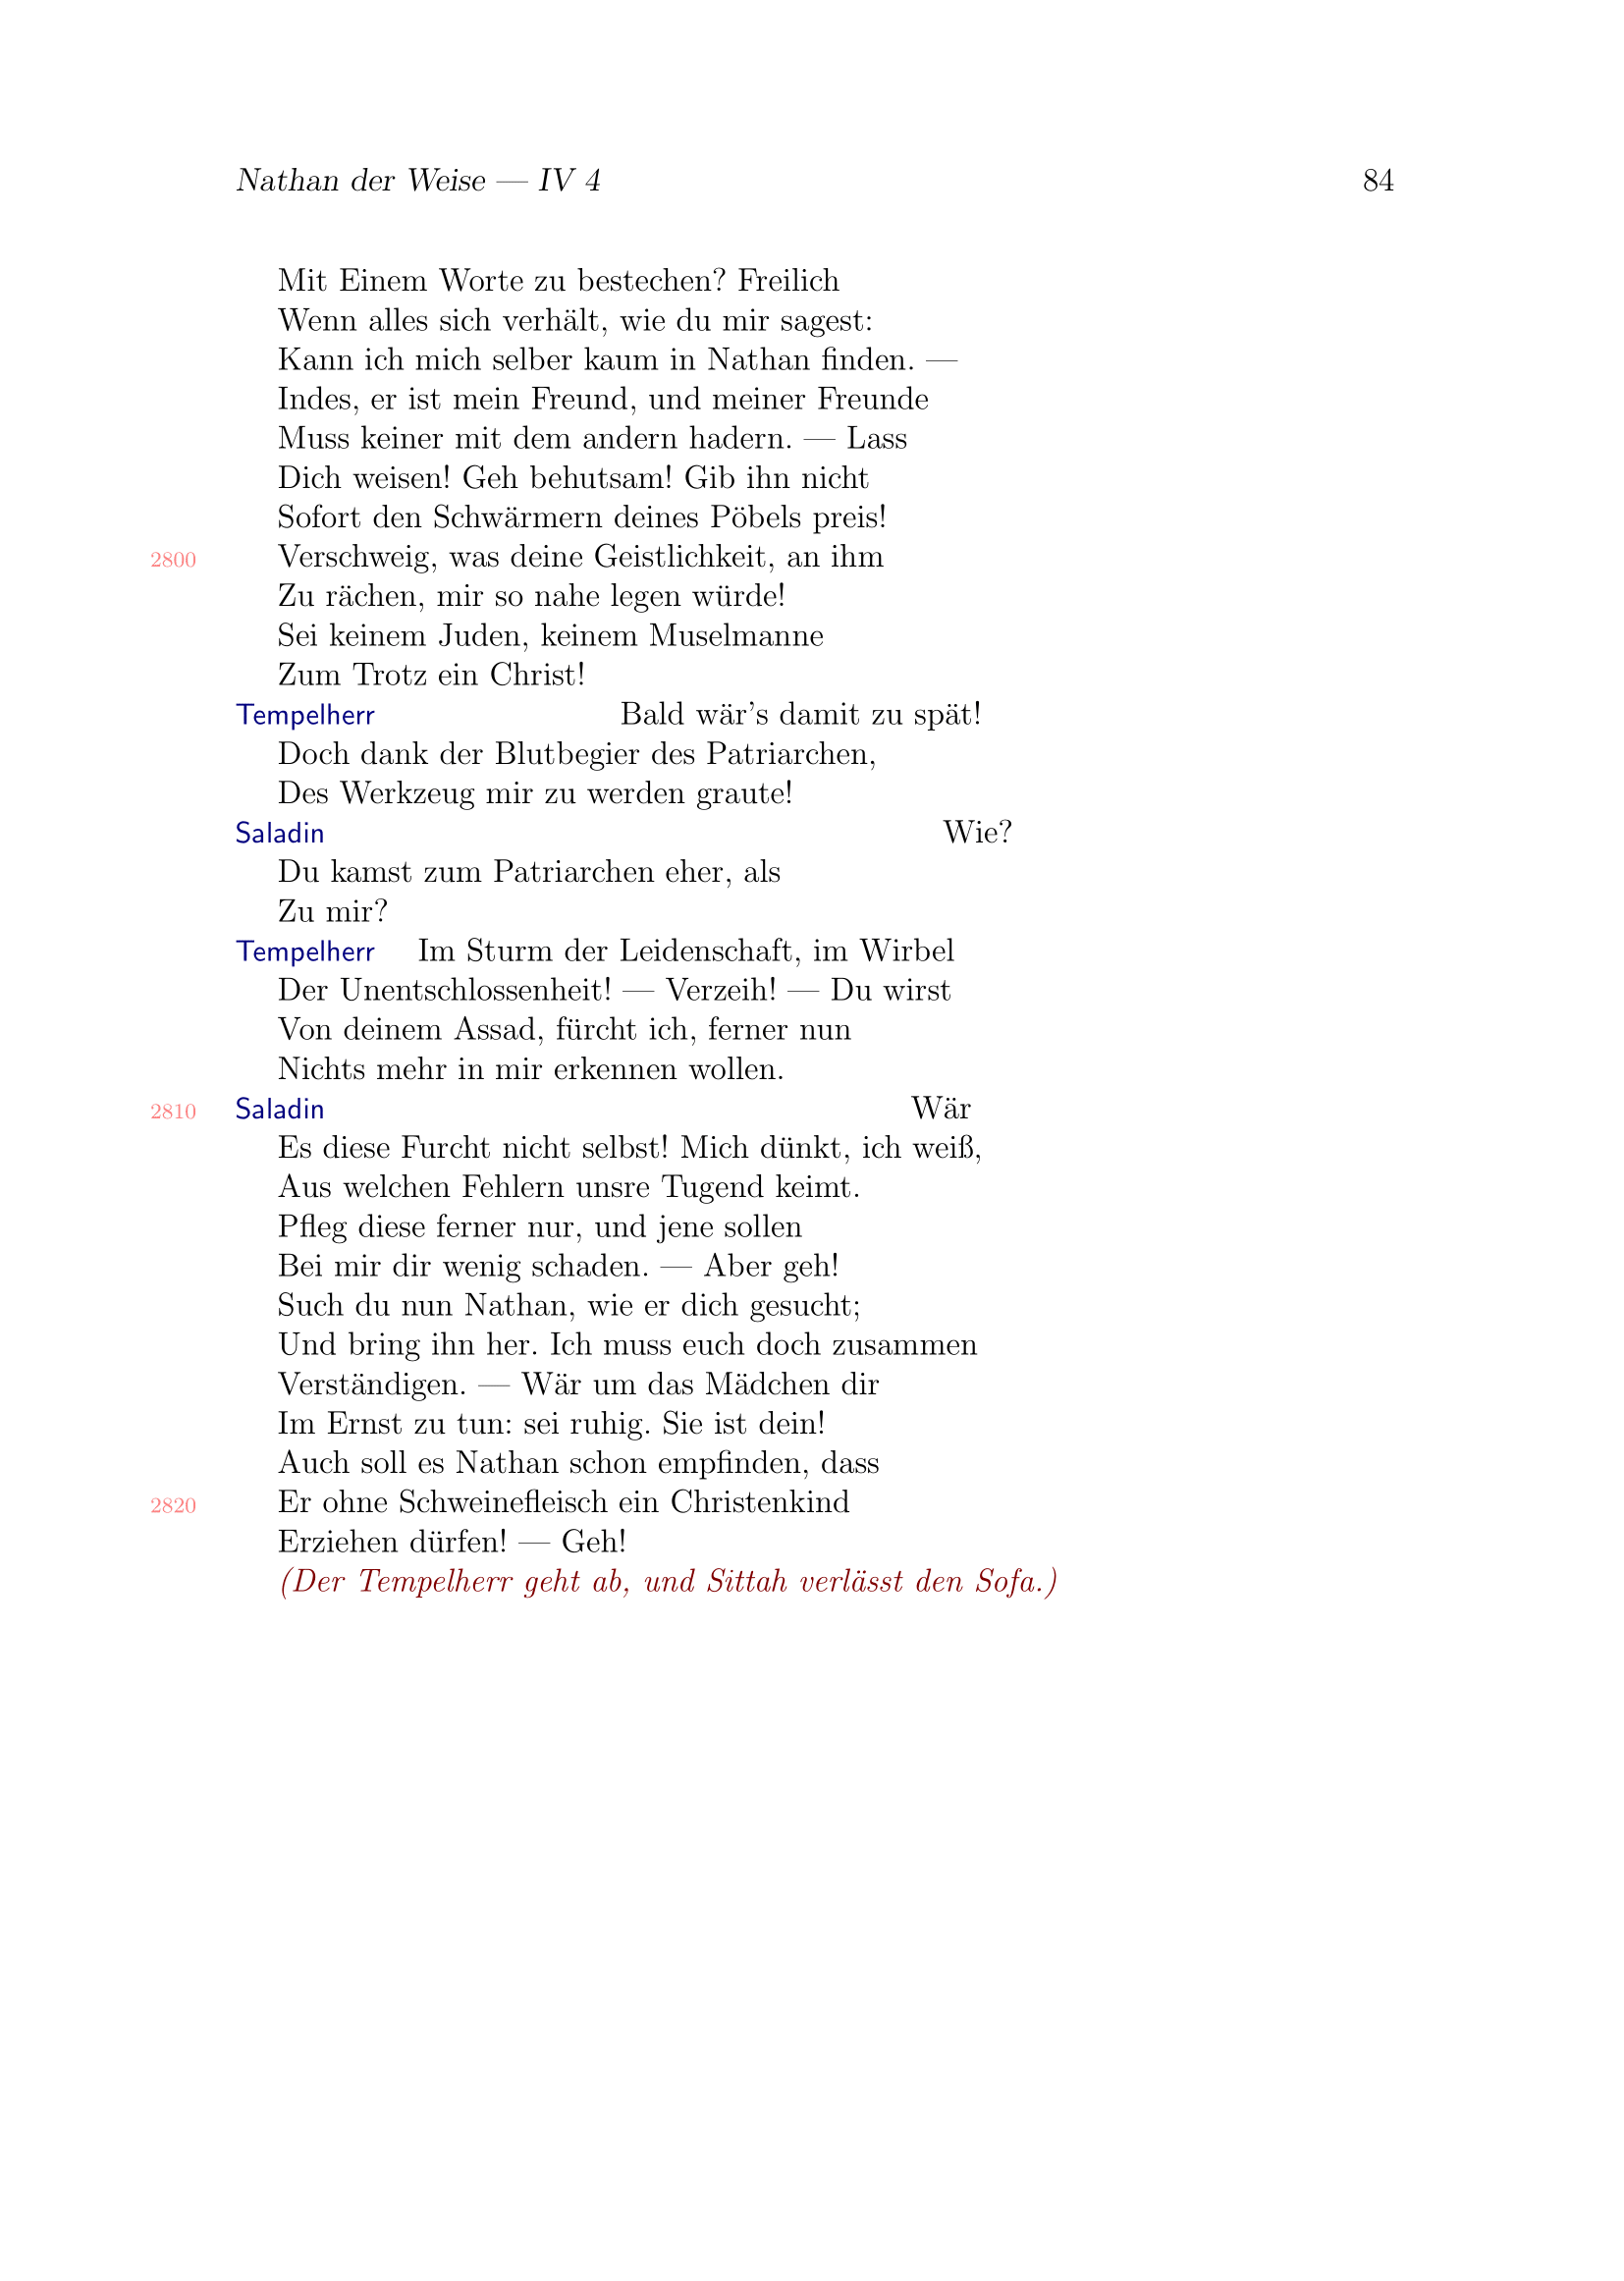 Nathan der Weise — IV 4 84
Mit Einem Worte zu bestechen? Freilich
Wenn alles sich verhält, wie du mir sagest:
Kann ich mich selber kaum in Nathan finden. —
Indes, er ist mein Freund, und meiner Freunde
Muss keiner mit dem andern hadern. — Lass
Dich weisen! Geh behutsam! Gib ihn nicht
Sofort den Schwärmern deines Pöbels preis!
2800 Verschweig, was deine Geistlichkeit, an ihm
Zu rächen, mir so nahe legen würde!
Sei keinem Juden, keinem Muselmanne
Zum Trotz ein Christ!
Tempelherr Bald wär's damit zu spät!
Doch dank der Blutbegier des Patriarchen,
Des Werkzeug mir zu werden graute!
Saladin Wie?
Du kamst zum Patriarchen eher, als
Zu mir?
Tempelherr Im Sturm der Leidenschaft, im Wirbel
Der Unentschlossenheit! — Verzeih! — Du wirst
Von deinem Assad, fürcht ich, ferner nun
Nichts mehr in mir erkennen wollen.
2810 Saladin Wär
Es diese Furcht nicht selbst! Mich dünkt, ich weiß,
Aus welchen Fehlern unsre Tugend keimt.
Pfleg diese ferner nur, und jene sollen
Bei mir dir wenig schaden. — Aber geh!
Such du nun Nathan, wie er dich gesucht;
Und bring ihn her. Ich muss euch doch zusammen
Verständigen. — Wär um das Mädchen dir
Im Ernst zu tun: sei ruhig. Sie ist dein!
Auch soll es Nathan schon empfinden, dass
2820 Er ohne Schweinefleisch ein Christenkind
Erziehen dürfen! — Geh!
(Der Tempelherr geht ab, und Sittah verlässt den Sofa.)